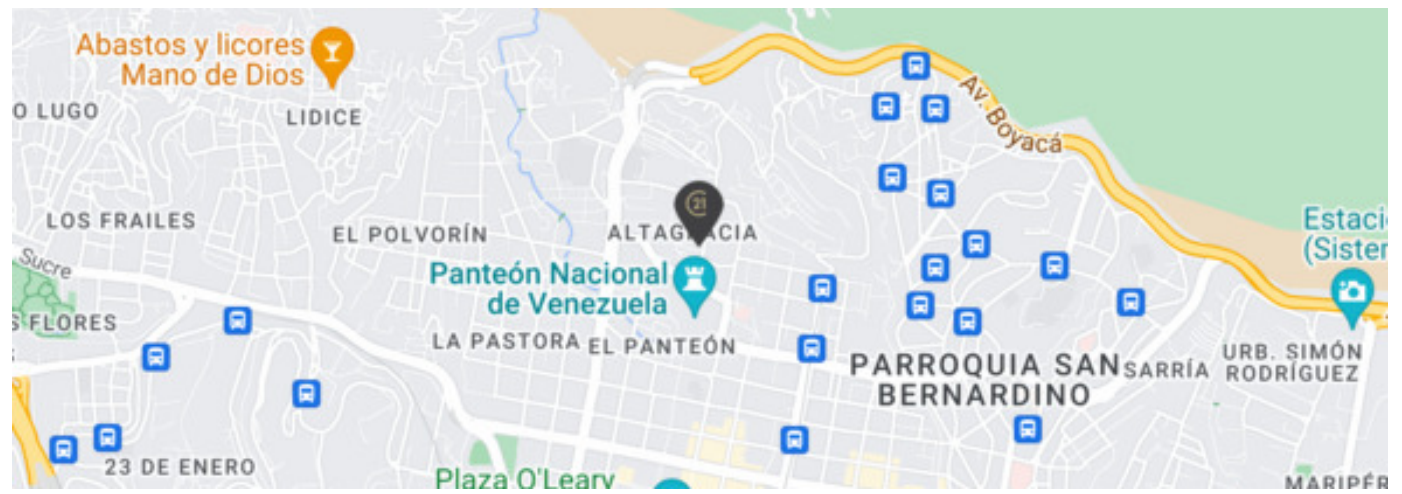 Abastos y licores
Mano de Dios
O LUGO
LIDICE
Av. Boyacá
21
LOS FRAILES
EL POLVORÍN
ALTAGRACIA
Estaci
(Sister
Sucre
Panteón Nacional
de Venezuela
S FLORES
LA PASTORA
EL PANTEÓN
PARROQUIA SAN
BERNARDINO
SARRÍA
URB. SIMÓN
RODRÍGUEZ
23 DE ENERO
Plaza O'Leary
MARIPÉR